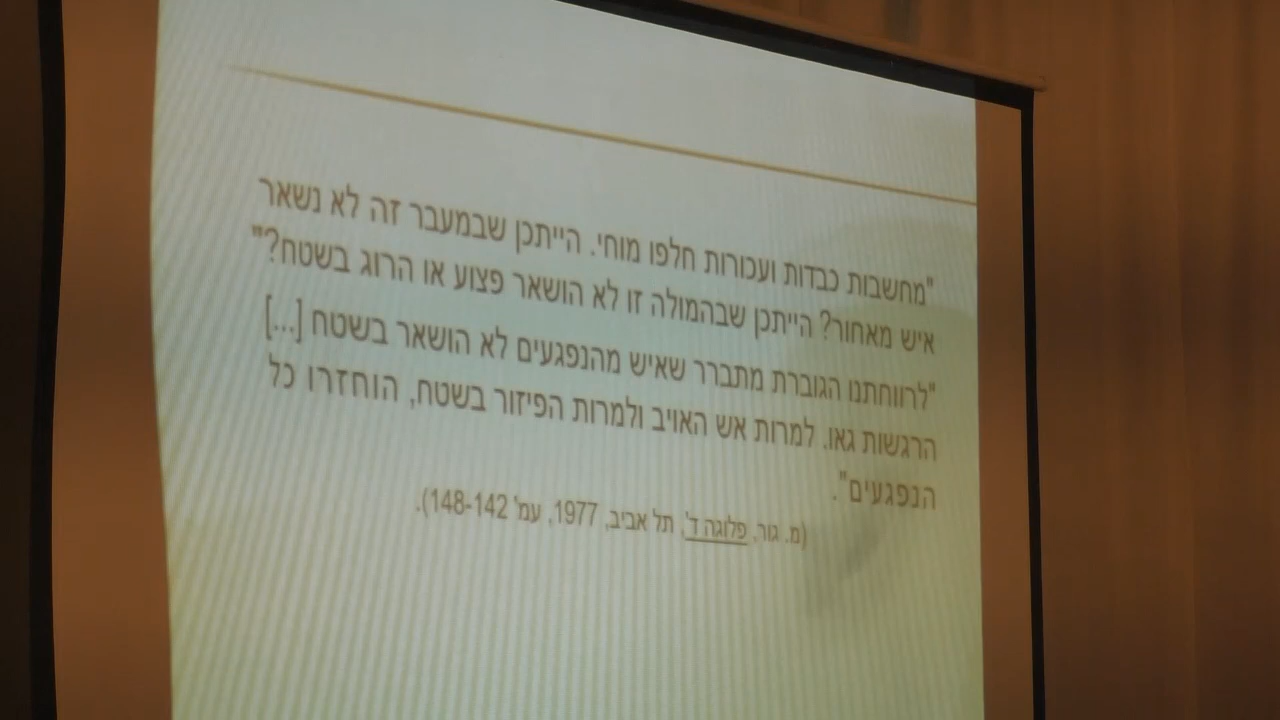 "מחשבות כבדות ועכורות חלפו מוחי. הייתכן שבמעבר זה לא נשאר
איש מאחור? הייתכן שבהמולה זו לא הושאר פצוע או הרוג בשטח?"
"לרווחתנו הגוברת מתברר שאיש מהנפגעים לא הושאר בשטח [...]
הרגשות גאו. למרות אש האויב ולמרות הפיזור בשטח, הוחזרו כל
הנפגעים".
(מ. גור, פלוגה ד', תל אביב, 1977, עמ' 148-142).